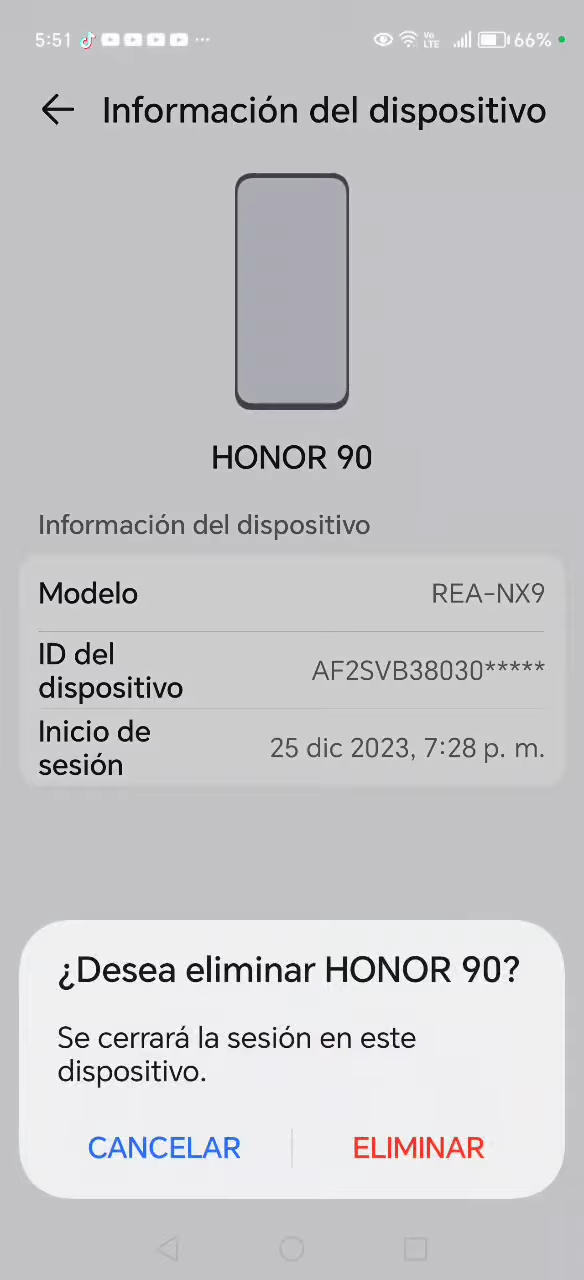 5:51 Vo LTE 66%
Información del dispositivo
HONOR 90
Información del dispositivo
Modelo REA-NX9
ID del dispositivo AF2SVB38030*****
Inicio de sesión 25 dic 2023, 7:28 p. m.
¿Desea eliminar HONOR 90?
Se cerrará la sesión en este
dispositivo.
CANCELAR ELIMINAR